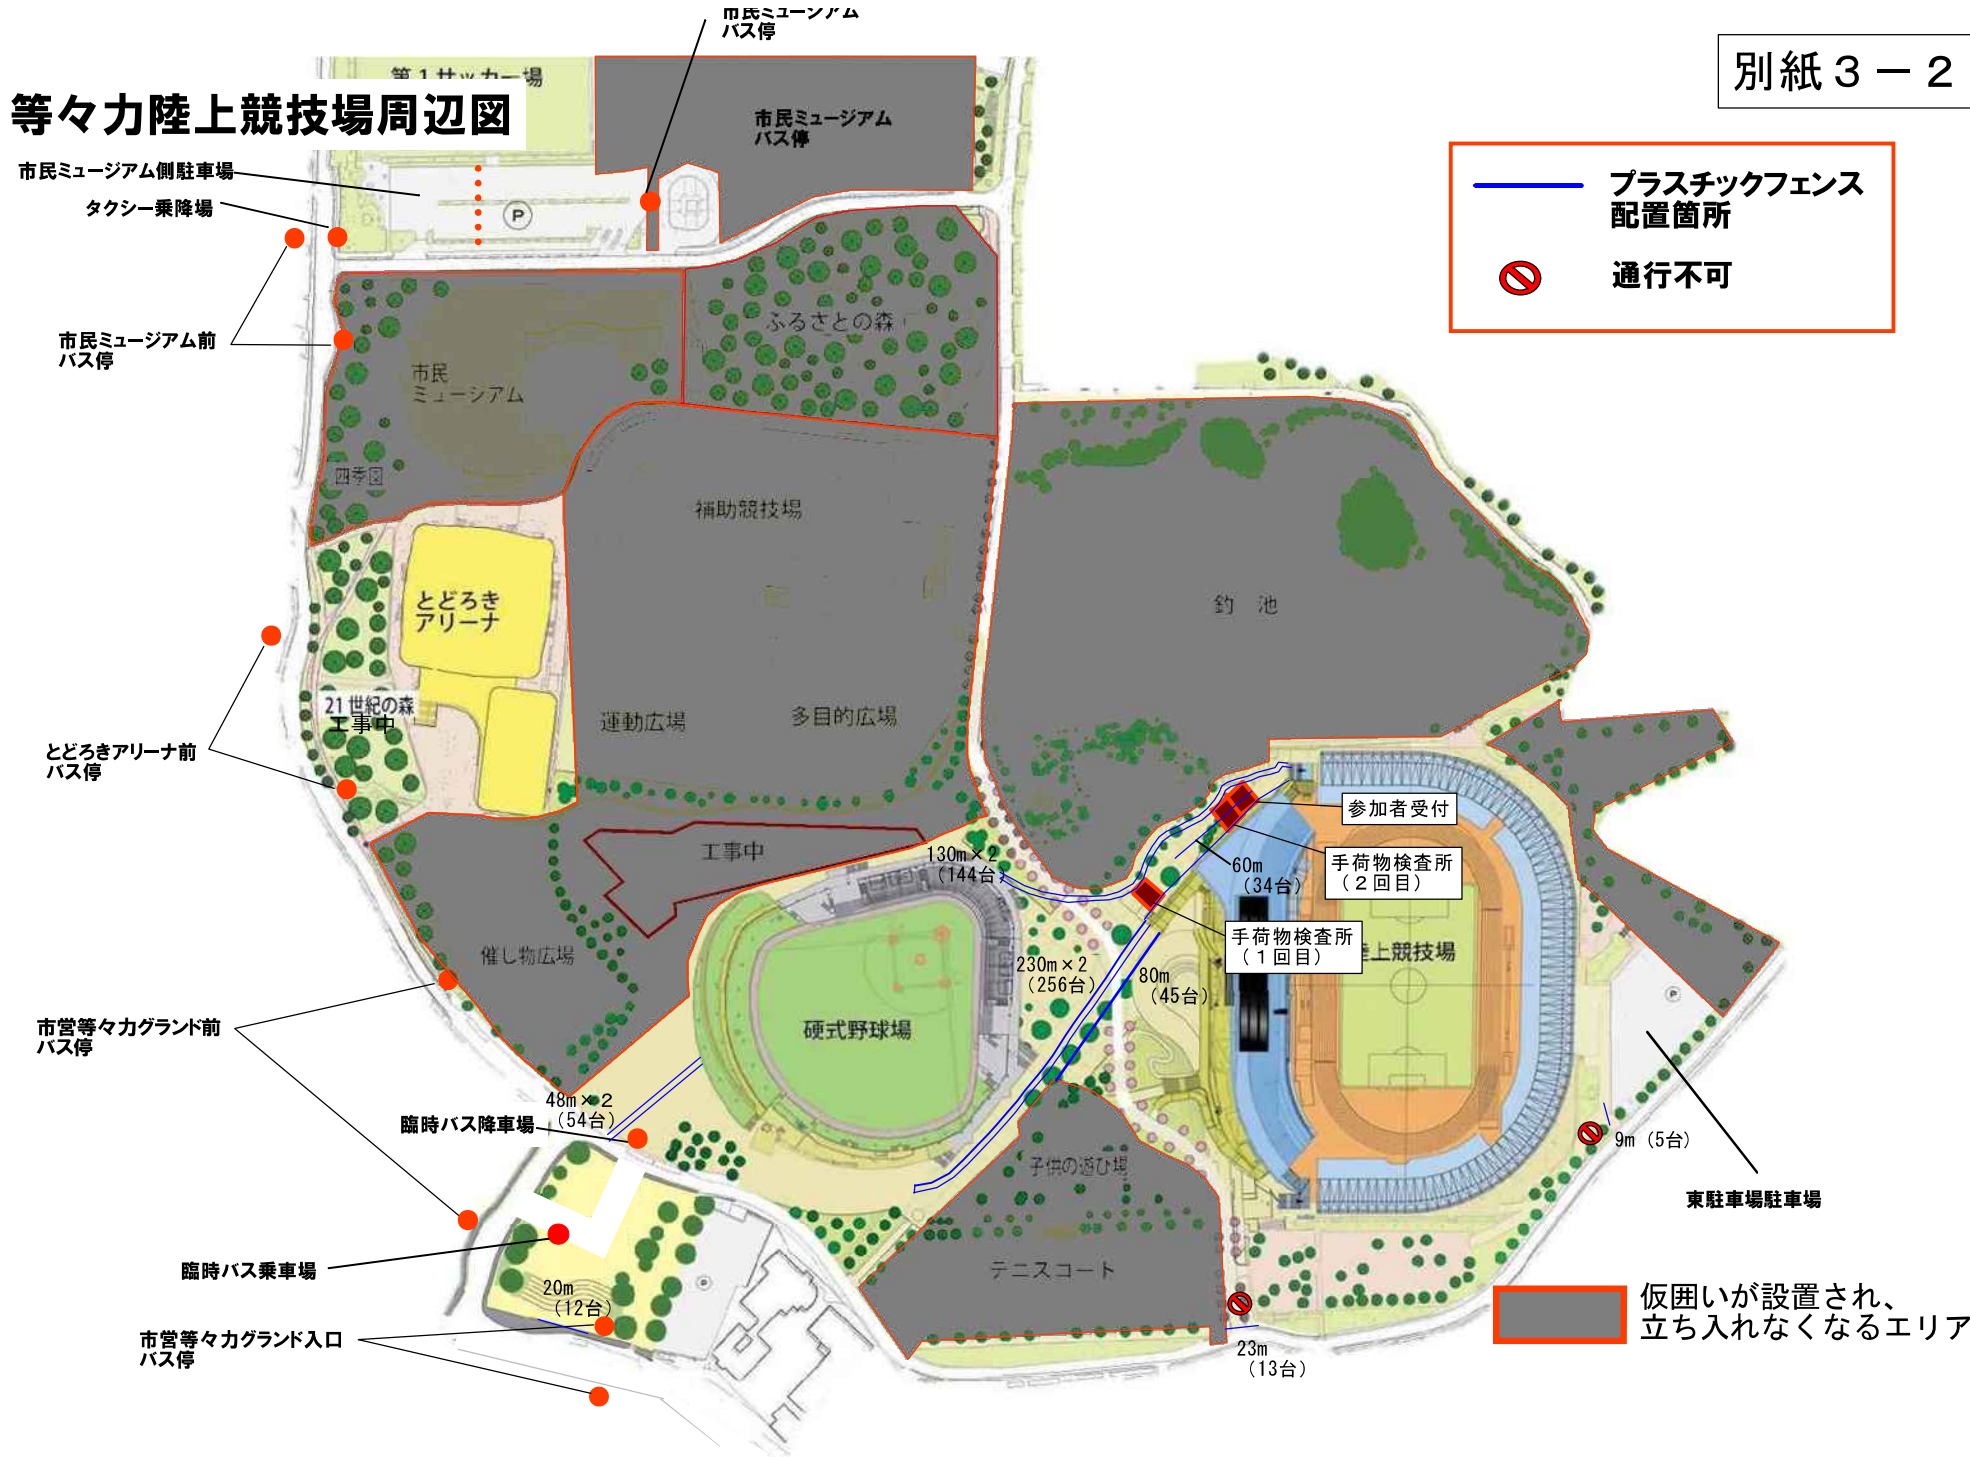 市民ミュージアム
バス停
別紙３－２
第1サッカー場
等々力陸上競技場周辺図
市民ミュージアム
バス停
プラスチックフェンス
配置箇所
通行不可
市民ミュージアム側駐車場
タクシー乗降場
P
市民ミュージアム前
バス停
ふるさとの森
市民
ミュージアム
四季園
補助競技場
とどろき
アリーナ
釣 池
21世紀の森
工事中
運動広場
多目的広場
とどろきアリーナ前
バス停
参加者受付
工事中
130m×2
（144台）
60m
（34台）
手荷物検査所
（２回目）
手荷物検査所
（１回目）
陸上競技場
催し物広場
230m×2
（256台）
80m
（45台）
P
硬式野球場
市営等々力グランド前
バス停
48m×2
（54台）
臨時バス降車場
9m（5台）
子供の遊び場
東駐車場駐車場
臨時バス乗車場
テニスコート
P
20m
（12台）
仮囲いが設置され、
立ち入れなくなるエリア
市営等々力グランド入口
バス停
23m
（13台）